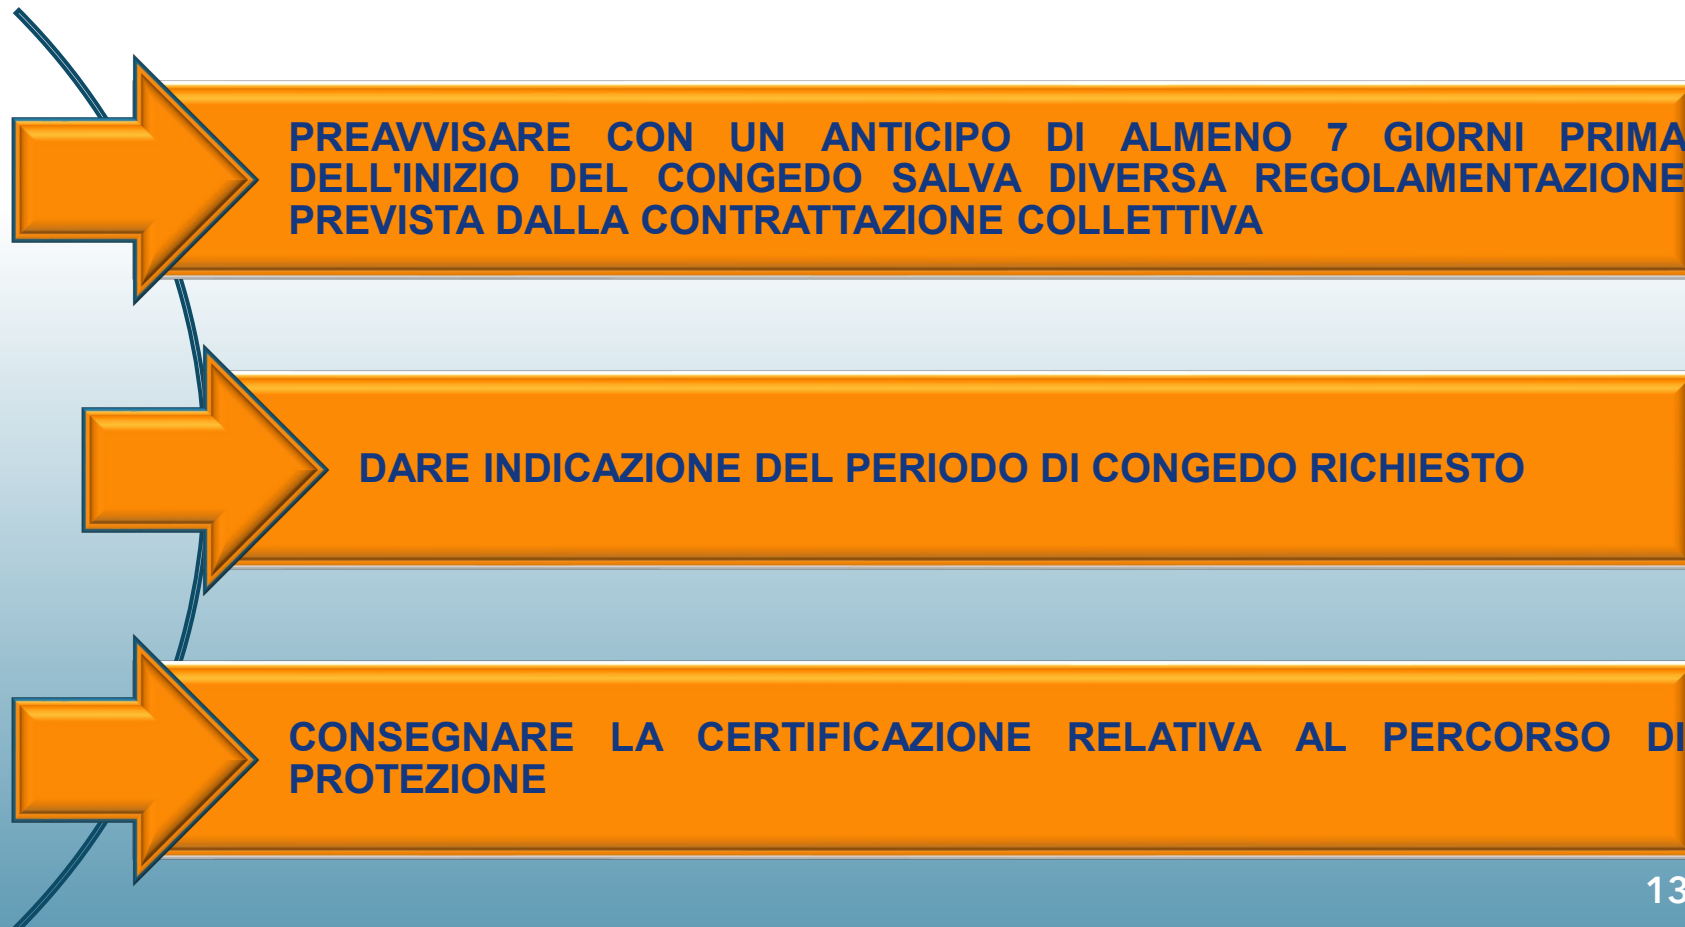 PREAVVISARE CON UN ANTICIPO DI ALMENO 7 GIORNI PRIMA
DELL'INIZIO DEL CONGEDO SALVA DIVERSA REGOLAMENTAZIONE
PREVISTA DALLA CONTRATTAZIONE COLLETTIVA
DARE INDICAZIONE DEL PERIODO DI CONGEDO RICHIESTO
CONSEGNARE LA CERTIFICAZIONE RELATIVA AL PERCORSO DI
PROTEZIONE
13